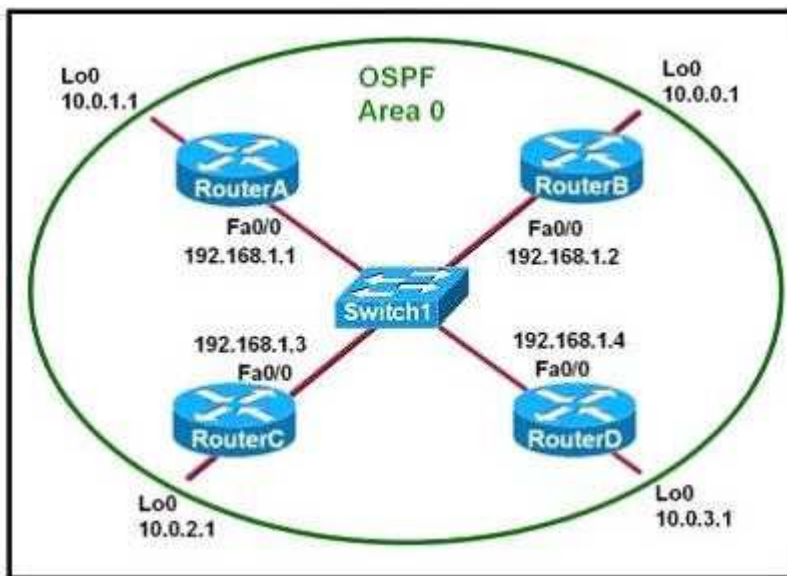 Lo0
10.0.1.1
OSPF
Area 0
Lo0
10.0.0.1
RouterA
RouterB
Fa0/0
192.168.1.1
Fa0/0
192.168.1.2
Switch1
192.168.1.3
Fa0/0
192.168.1.4
Fa0/0
RouterC
RouterD
Lo0
10.0.2.1
Lo0
10.0.3.1